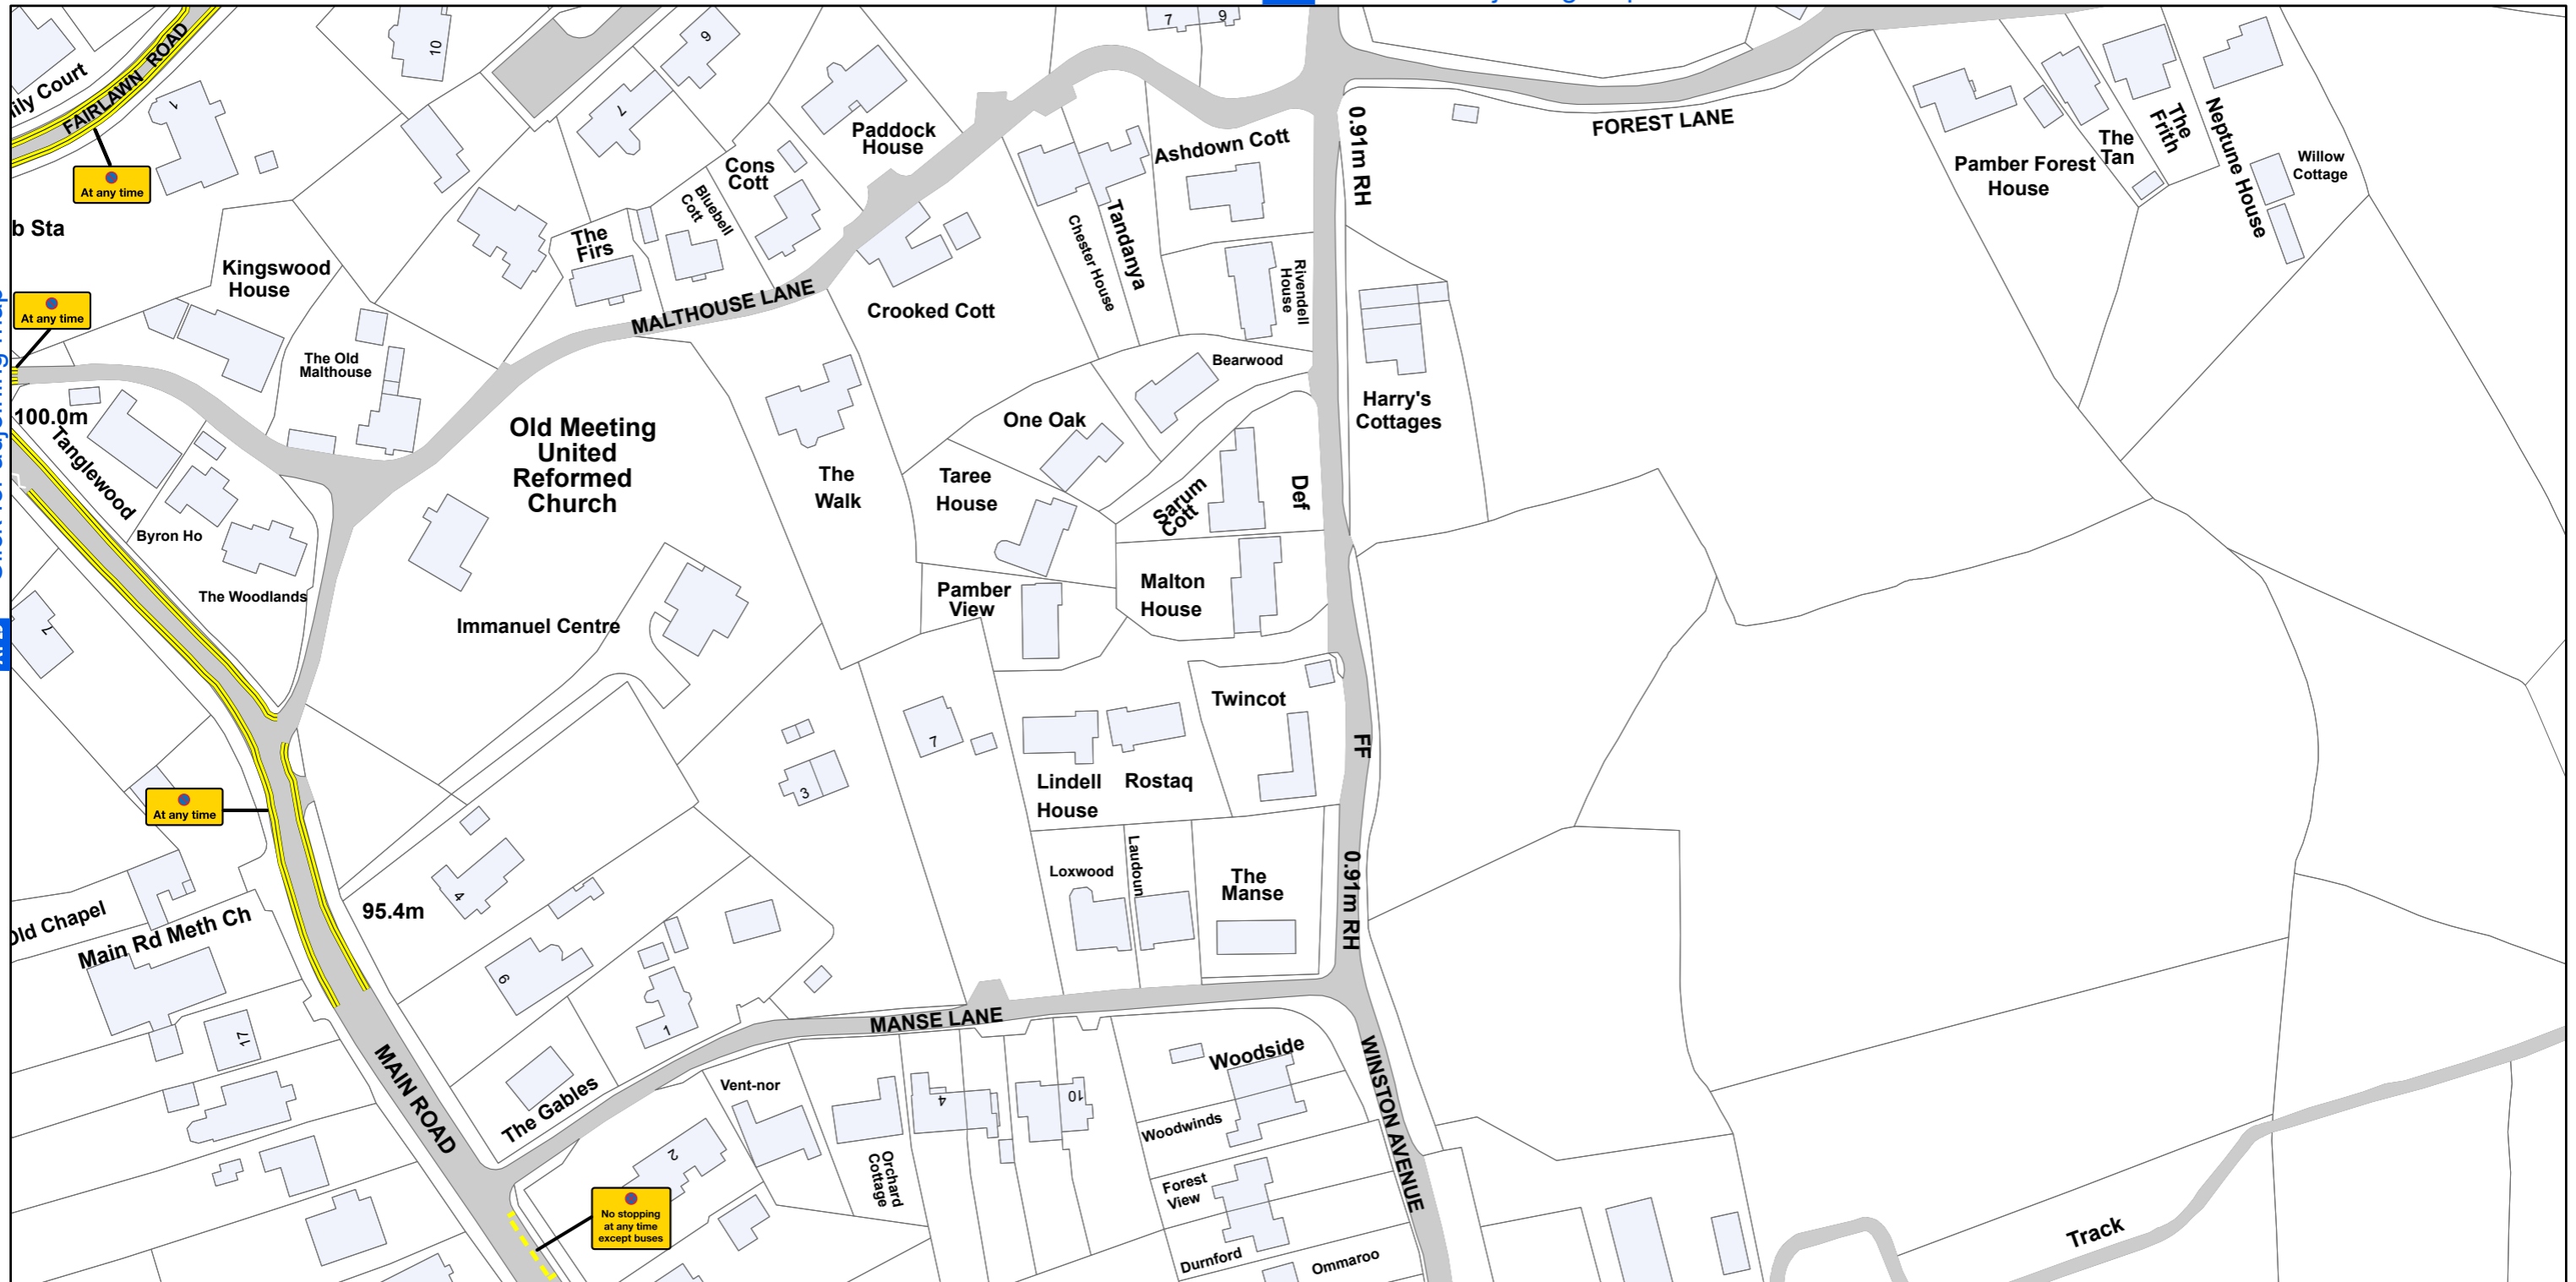 FAIRLAWN ROAD
ily Court
1
At any time
10
7
9
7
9
Paddock
House
Cons
Cott
Bluebell
Cott
The
Firs
b Sta
Kingswood
House
At any time
The Old
Malthouse
MALTHOUSE LANE
Crooked Cott
Chester House
Tandanya
Ashdown Cott
0.91m RH
FOREST LANE
Pamber Forest
House
The
Tan
The
Frith
Neptune House
Willow
Cottage
Rivendell
House
Bearwood
Harry's
Cottages
100.0m
Tanglewood
Byron Ho
The Woodlands
Old Meeting
United
Reformed
Church
Immanuel Centre
The
Walk
One Oak
Taree
House
Sarum
Cott
Def
Pamber
View
Malton
House
7
Twincot
FF
7
3
Lindell
House
Rostaq
At any time
Loxwood
Laudoun
The
Manse
0.91m RH
Old Chapel
Main Rd Meth Ch
95.4m
4
9
1
17
MAIN ROAD
The Gables
MANSE LANE
Vent-nor
2
Orchard
Cottage
4
10
Woodside
Woodwinds
Forest
View
Durnford
Ommaroo
WINSTON AVENUE
No stopping
at any time
except buses
Track